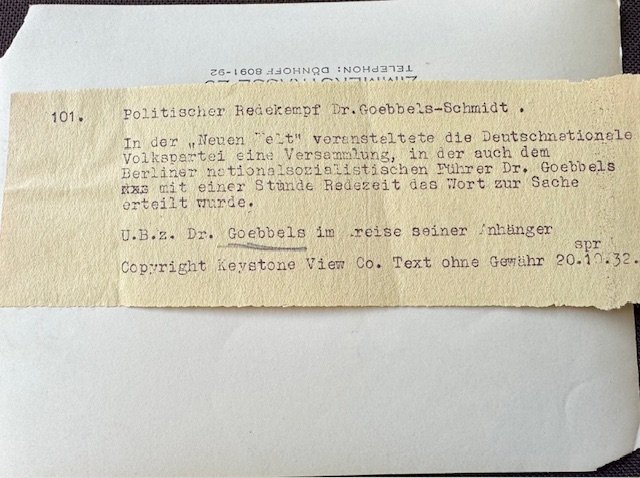 ZIMMERSTRASSE
TELEPHON: DÖNHOFF 8091-92
101. Politischer Redekampf Dr.Goebbels-Schmidt .
In der „Neuen Welt" veranstaltete die Deutschnationale
Volkspartei eine Versammlung, in der auch dem
Berliner nationalsozialistischen Führer Dr. Goebbels
mit einer Stunde Redezeit das Wort zur Sache
erteilt wurde.
U.B.z. Dr. Goebbels im Kreise seiner Anhänger
spr
Copyright Keystone View Co. Text ohne Gewähr 20.10.32.